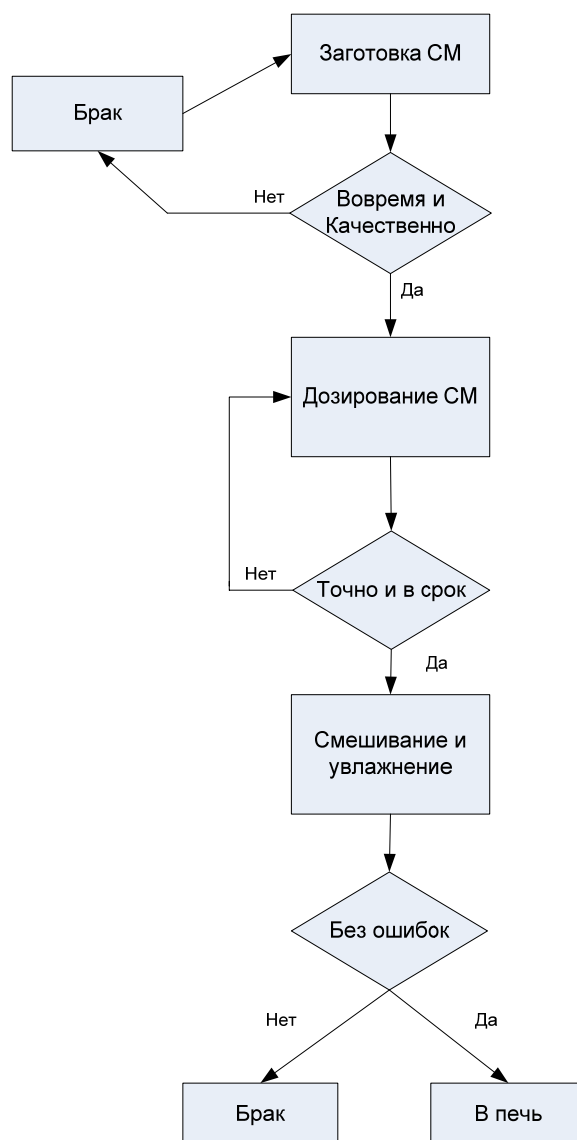 Заготовка СМ
Брак
Нет
Вовремя и
Качественно
Да
Дозирование СМ
Нет
Точно и в срок
Да
Смешивание и
увлажнение
Без ошибок
Нет
Да
Брак
В печь